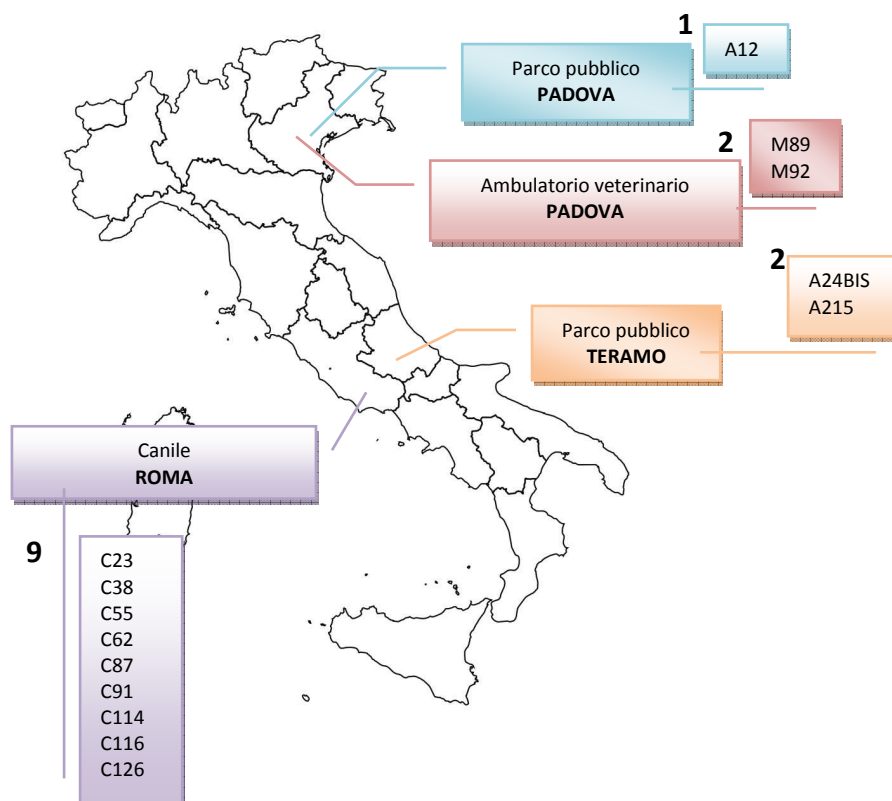 1
A12
Parco pubblico
PADOVA
2
M89
M92
Ambulatorio veterinario
PADOVA
2
A24BIS
A215
Parco pubblico
TERAMO
Canile
ROMA
9
C23
C38
C55
C62
C87
C91
C114
C116
C126